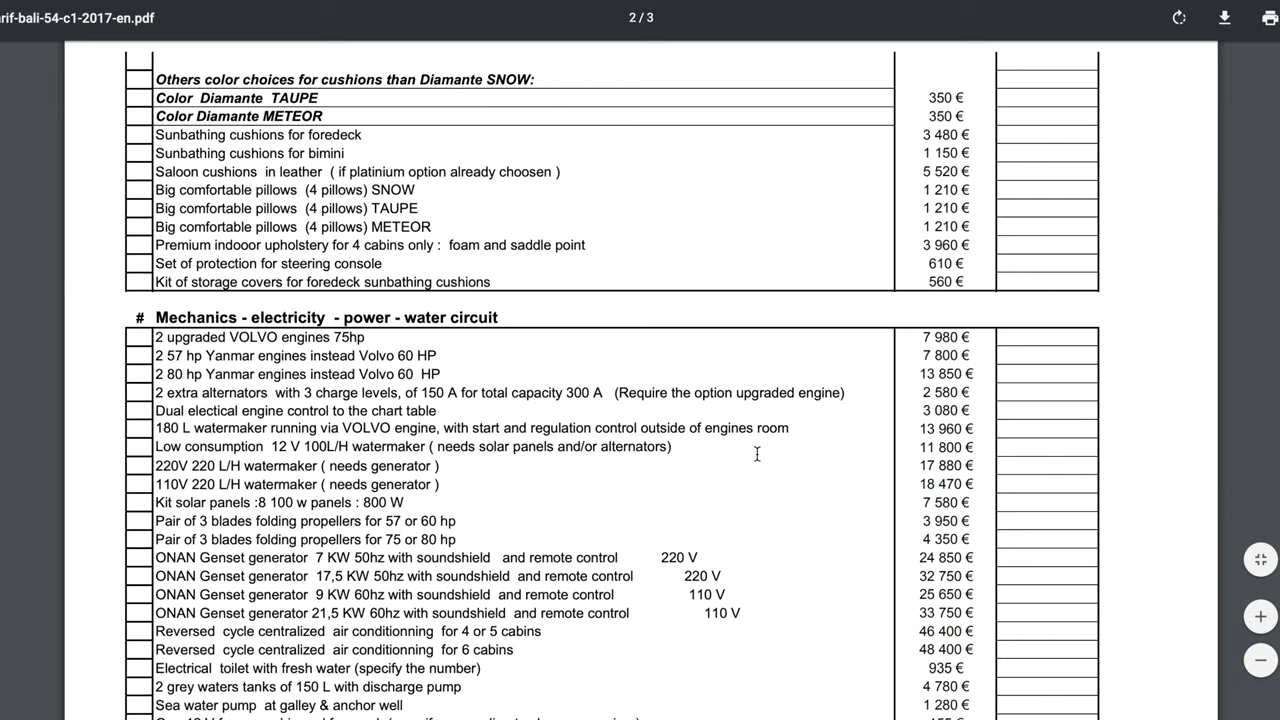 rif-bali-54-c1-2017-en.pdf 2 / 3
Others color choices for cushions than Diamante SNOW:
Color Diamante TAUPE 350 €
Color Diamante METEOR 350 €
Sunbathing cushions for foredeck 3 480 €
Sunbathing cushions for bimini 1 150 €
Saloon cushions in leather ( if platinium option already choosen ) 5 520 €
Big comfortable pillows (4 pillows) SNOW 1 210 €
Big comfortable pillows (4 pillows) TAUPE 1 210 €
Big comfortable pillows (4 pillows) METEOR 1 210 €
Premium indooor upholstery for 4 cabins only : foam and saddle point 3 960 €
Set of protection for steering console 610 €
Kit of storage covers for foredeck sunbathing cushions 560 €
# Mechanics - electricity - power - water circuit
2 upgraded VOLVO engines 75hp 7 980 €
2 57 hp Yanmar engines instead Volvo 60 HP 7 800 €
2 80 hp Yanmar engines instead Volvo 60 HP 13 850 €
2 extra alternators with 3 charge levels, of 150 A for total capacity 300 A (Require the option upgraded engine) 2 580 €
Dual electical engine control to the chart table 3 080 €
180 L watermaker running via VOLVO engine, with start and regulation control outside of engines room 13 960 €
Low consumption 12 V 100L/H watermaker ( needs solar panels and/or alternators) 11 800 €
220V 220 L/H watermaker ( needs generator ) 17 880 €
110V 220 L/H watermaker ( needs generator ) 18 470 €
Kit solar panels :8 100 w panels : 800 W 7 580 €
Pair of 3 blades folding propellers for 57 or 60 hp 3 950 €
Pair of 3 blades folding propellers for 75 or 80 hp 4 350 €
ONAN Genset generator 7 KW 50hz with soundshield and remote control 220 V 24 850 €
ONAN Genset generator 17,5 KW 50hz with soundshield and remote control 220 V 32 750 €
ONAN Genset generator 9 KW 60hz with soundshield and remote control 110 V 25 650 €
ONAN Genset generator 21,5 KW 60hz with soundshield and remote control 110 V 33 750 €
Reversed cycle centralized air conditionning for 4 or 5 cabins 46 400 €
Reversed cycle centralized air conditionning for 6 cabins 48 400 €
Electrical toilet with fresh water (specify the number) 935 €
2 grey waters tanks of 150 L with discharge pump 4 780 €
Sea water pump at galley & anchor well 1 280 €